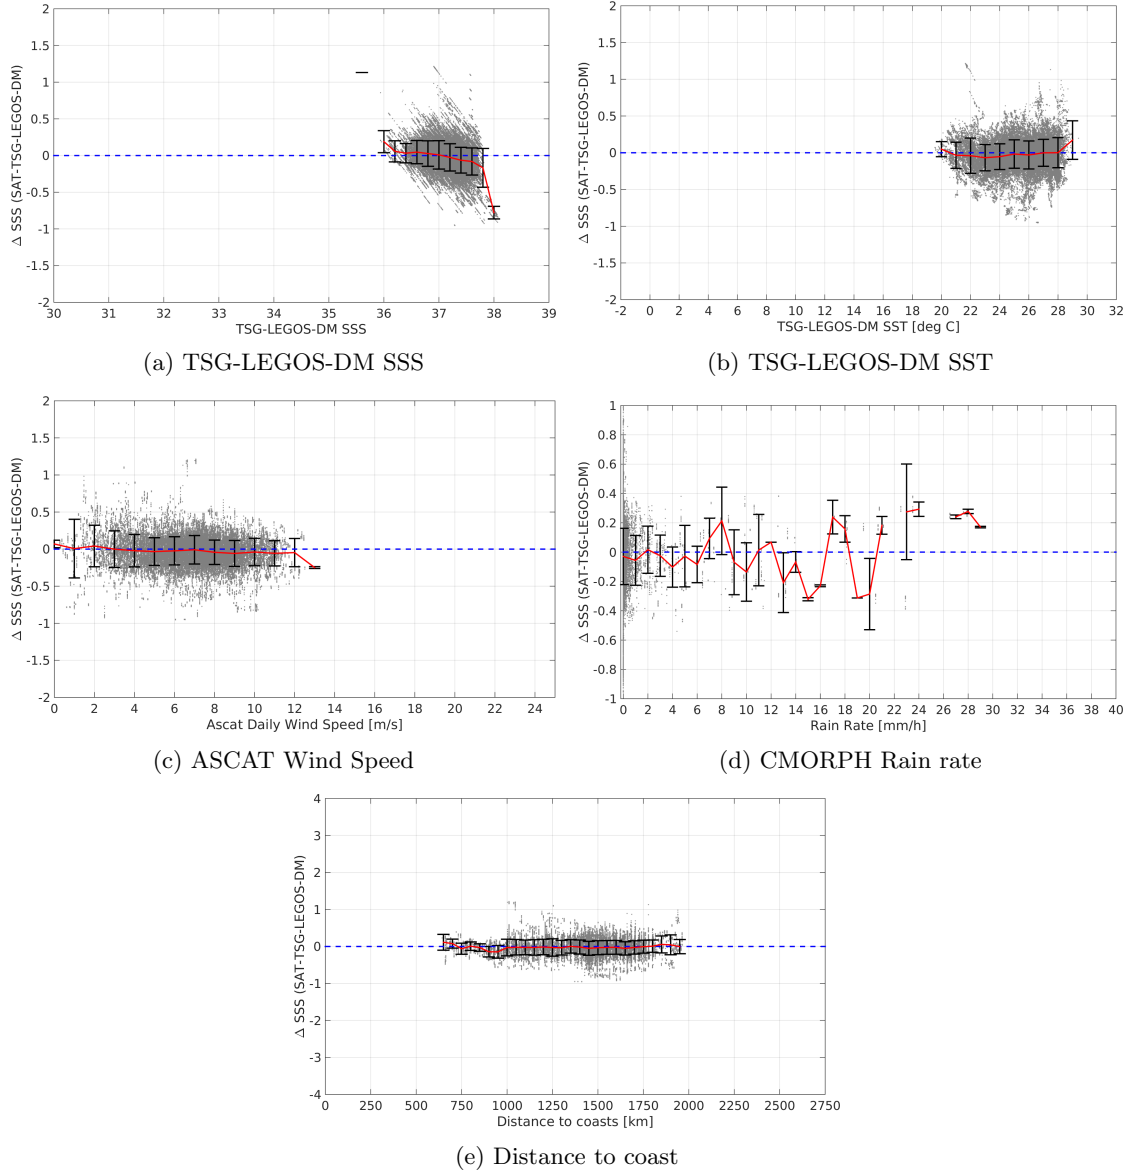 Δ SSS (SAT-TSG-LEGOS-DM)
2
1.5
1
0.5
0
-0.5
-1
-1.5
-2
30 31 32 33 34 35 36 37 38 39
TSG-LEGOS-DM SSS
(a) TSG-LEGOS-DM SSS
Δ SSS (SAT-TSG-LEGOS-DM)
2
1.5
1
0.5
0
-0.5
-1
-1.5
-2
-2 0 2 4 6 8 10 12 14 16 18 20 22 24 26 28 30 32
TSG-LEGOS-DM SST [deg C]
(b) TSG-LEGOS-DM SST
Δ SSS (SAT-TSG-LEGOS-DM)
2
1.5
1
0.5
0
-0.5
-1
-1.5
-2
0 2 4 6 8 10 12 14 16 18 20 22 24
Ascat Daily Wind Speed [m/s]
(c) ASCAT Wind Speed
Δ SSS (SAT-TSG-LEGOS-DM)
1
0.8
0.6
0.4
0.2
0
-0.2
-0.4
-0.6
-0.8
-1
0 2 4 6 8 10 12 14 16 18 20 22 24 26 28 30 32 34 36 38 40
Rain Rate [mm/h]
(d) CMORPH Rain rate
Δ SSS (SAT-TSG-LEGOS-DM)
4
3
2
1
0
-1
-2
-3
-4
0 250 500 750 1000 1250 1500 1750 2000 2250 2500 2750
Distance to coasts [km]
(e) Distance to coast